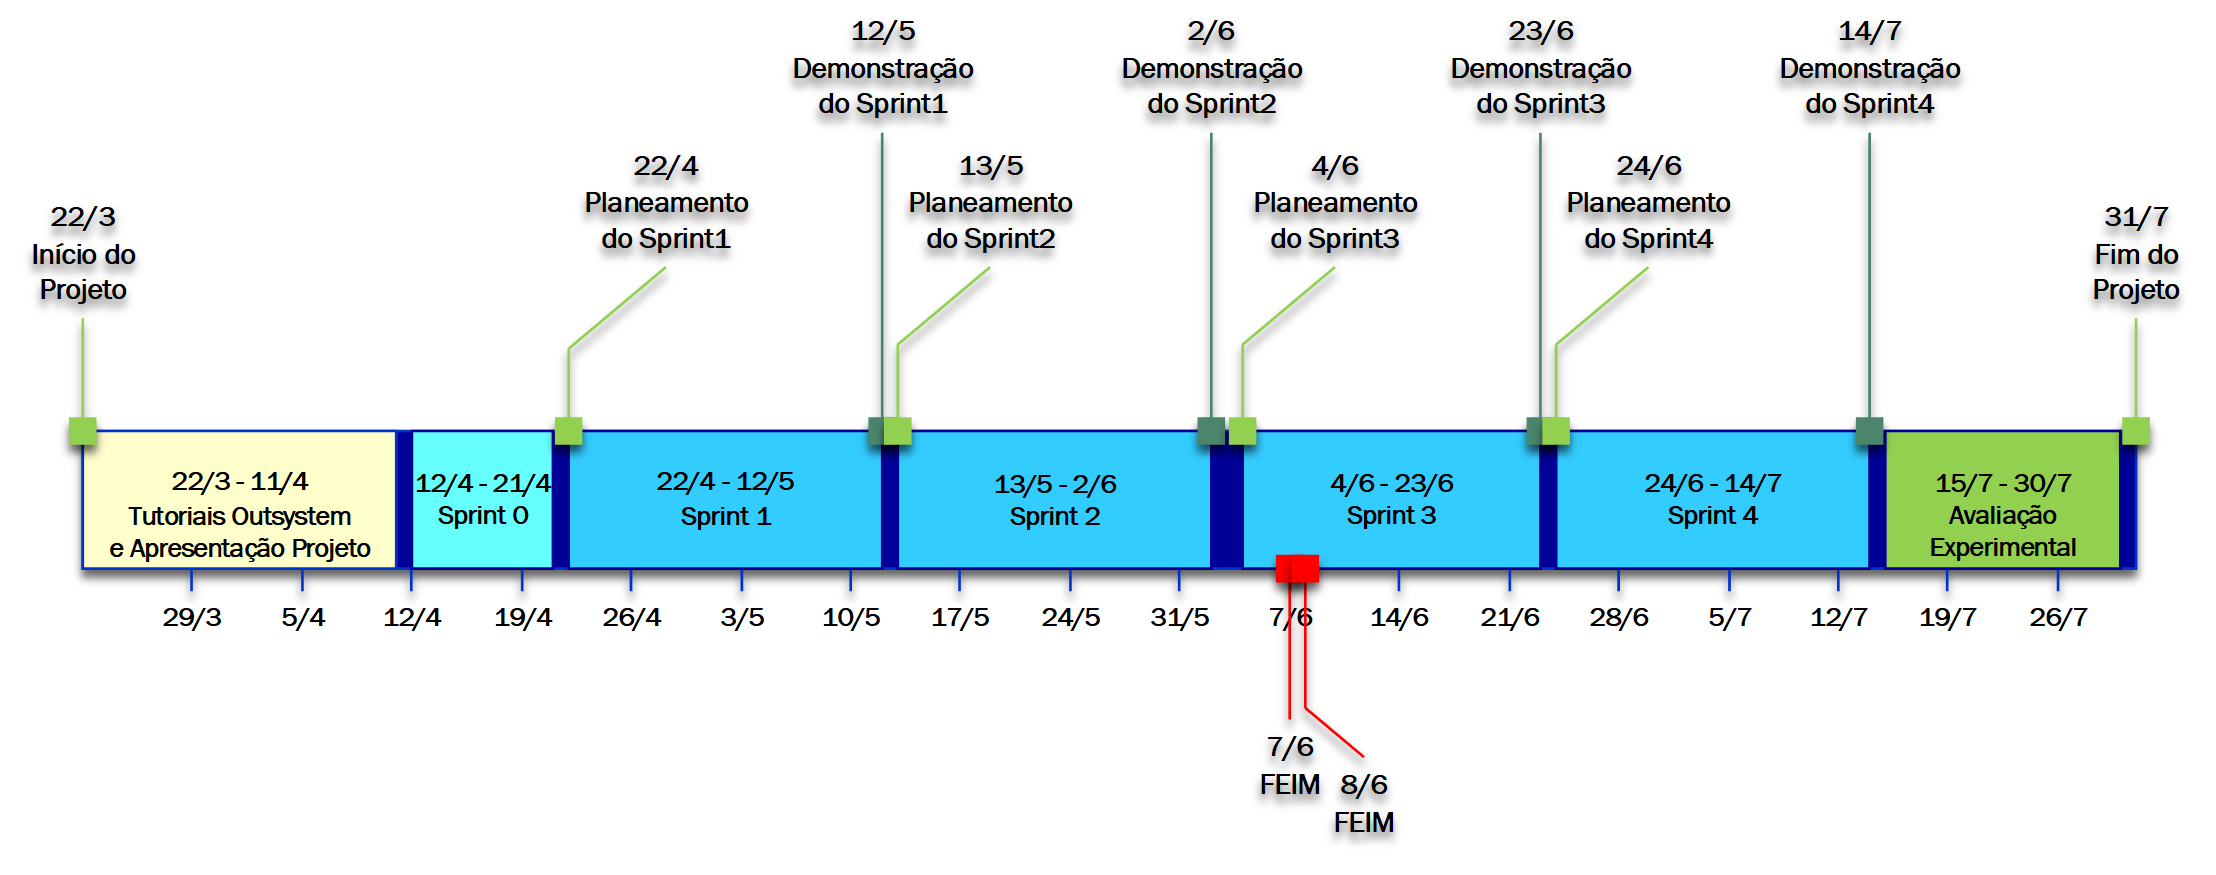 12/5
Demonstração
do Sprint1
2/6
Demonstração
do Sprint2
23/6
Demonstração
do Sprint3
14/7
Demonstração
do Sprint4
22/4
Planeamento
do Sprint1
13/5
Planeamento
do Sprint2
4/6
Planeamento
do Sprint3
24/6
Planeamento
do Sprint4
22/3
Início do
Projeto
31/7
Fim do
Projeto
22/3 - 11/4
Tutoriais Outsystem
e Apresentação Projeto
12/4 - 21/4
Sprint 0
22/4 - 12/5
Sprint 1
13/5 - 2/6
Sprint 2
4/6 - 23/6
Sprint 3
24/6 - 14/7
Sprint 4
15/7 - 30/7
Avaliação
Experimental
29/3
5/4
12/4
19/4
26/4
3/5
10/5
17/5
24/5
31/5
7/6
14/6
21/6
28/6
5/7
12/7
19/7
26/7
7/6
FEIM
8/6
FEIM